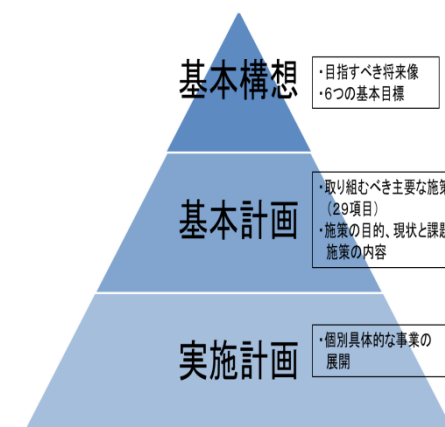 基本構想
・目指すべき将来像
・6つの基本目標
基本計画
・取り組むべき主要な施策
（29項目）
・施策の目的、現状と課題
施策の内容
実施計画
・個別具体的な事業の
展開